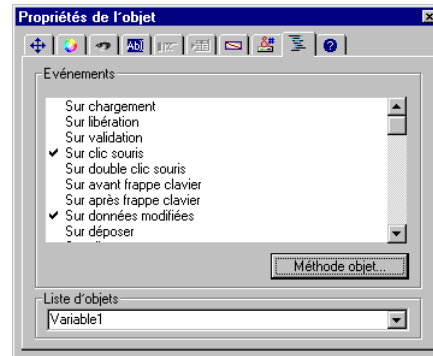 Propriétés de l'objet
Ab
?
Evénements
Sur chargement
Sur libération
Sur validation
Sur clic souris
Sur double clic souris
Sur avant frappe clavier
Sur après frappe clavier
Sur données modifiées
Sur déposer
Méthode objet...
Liste d'objets
Variable1